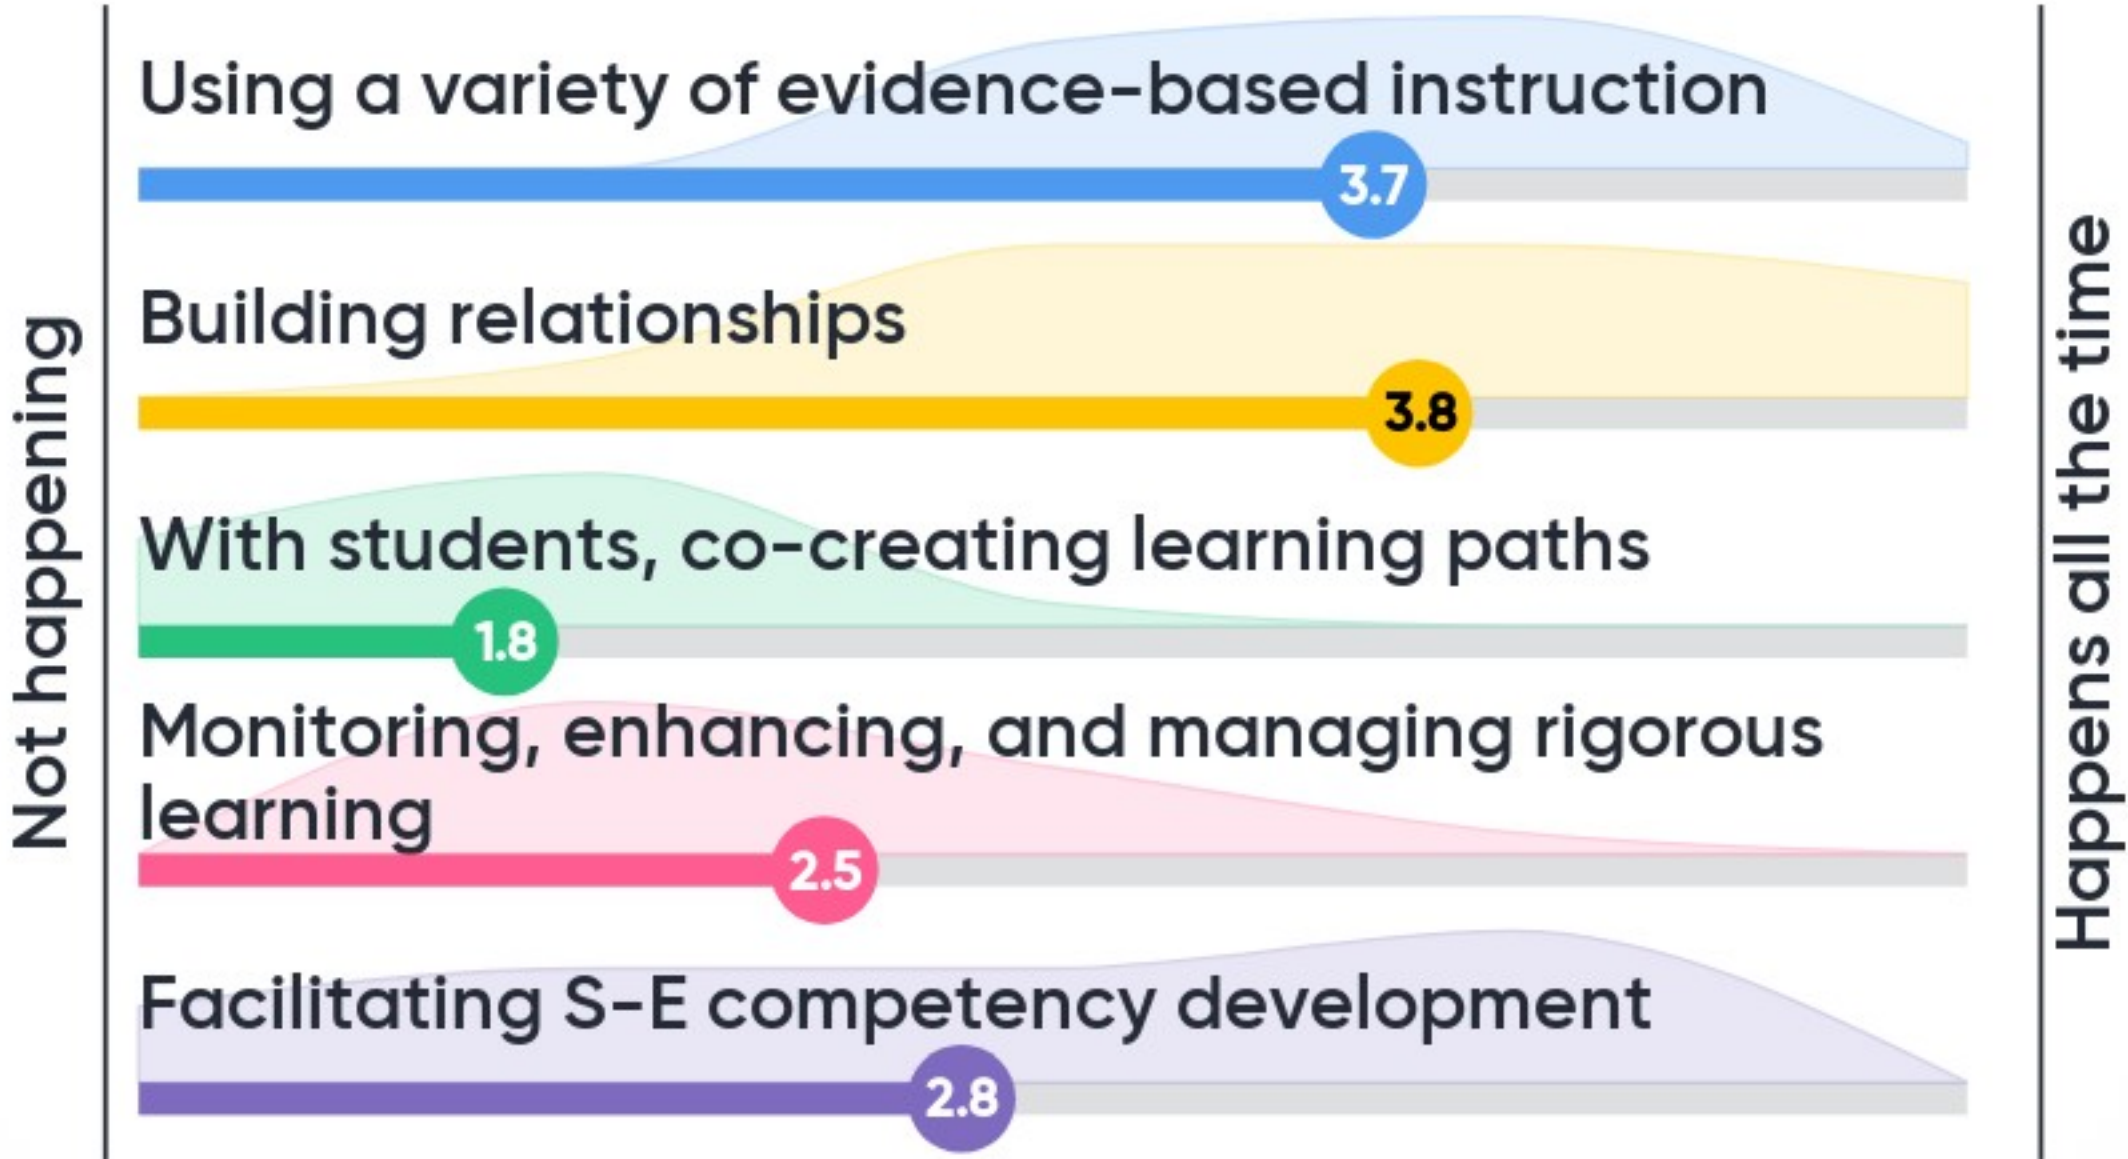 Not happening
Using a variety of evidence-based instruction
3.7
Building relationships
3.8
With students, co-creating learning paths
1.8
Monitoring, enhancing, and managing rigorous
learning
2.5
Facilitating S-E competency development
2.8
Happens all the time